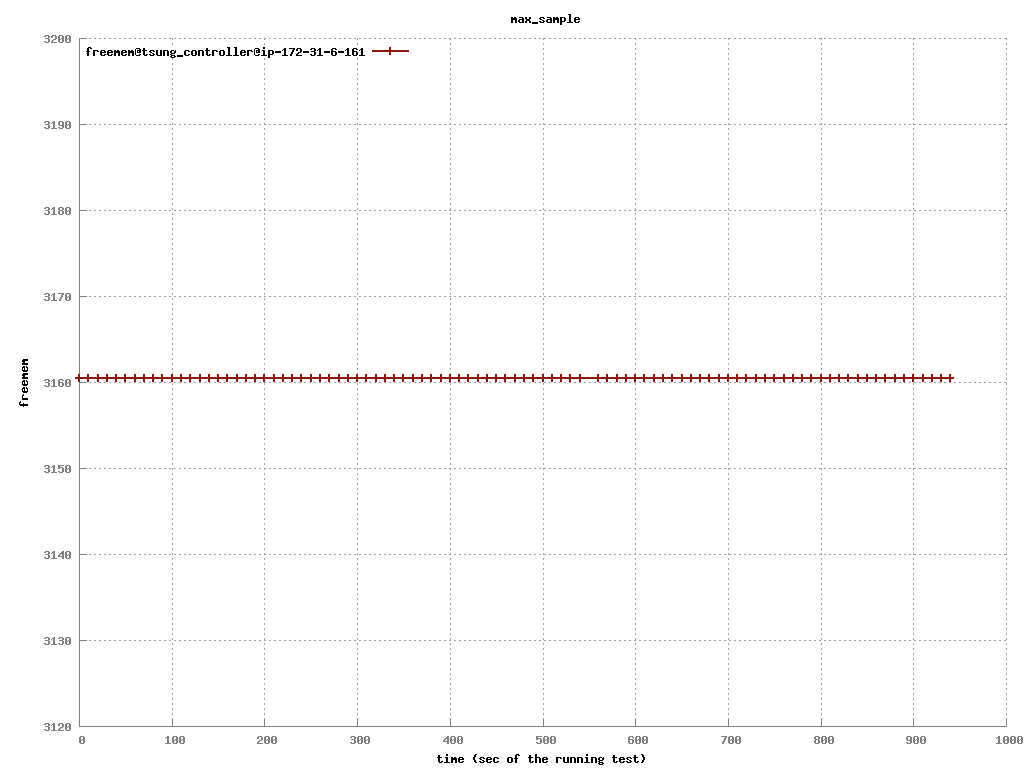 max_sample
freemem@tsung_controller@ip-172-31-6-161
3200
3190
3180
3170
3160
3150
3140
3130
3120
freemem
0 100 200 300 400 500 600 700 800 900 1000
time (sec of the running test)